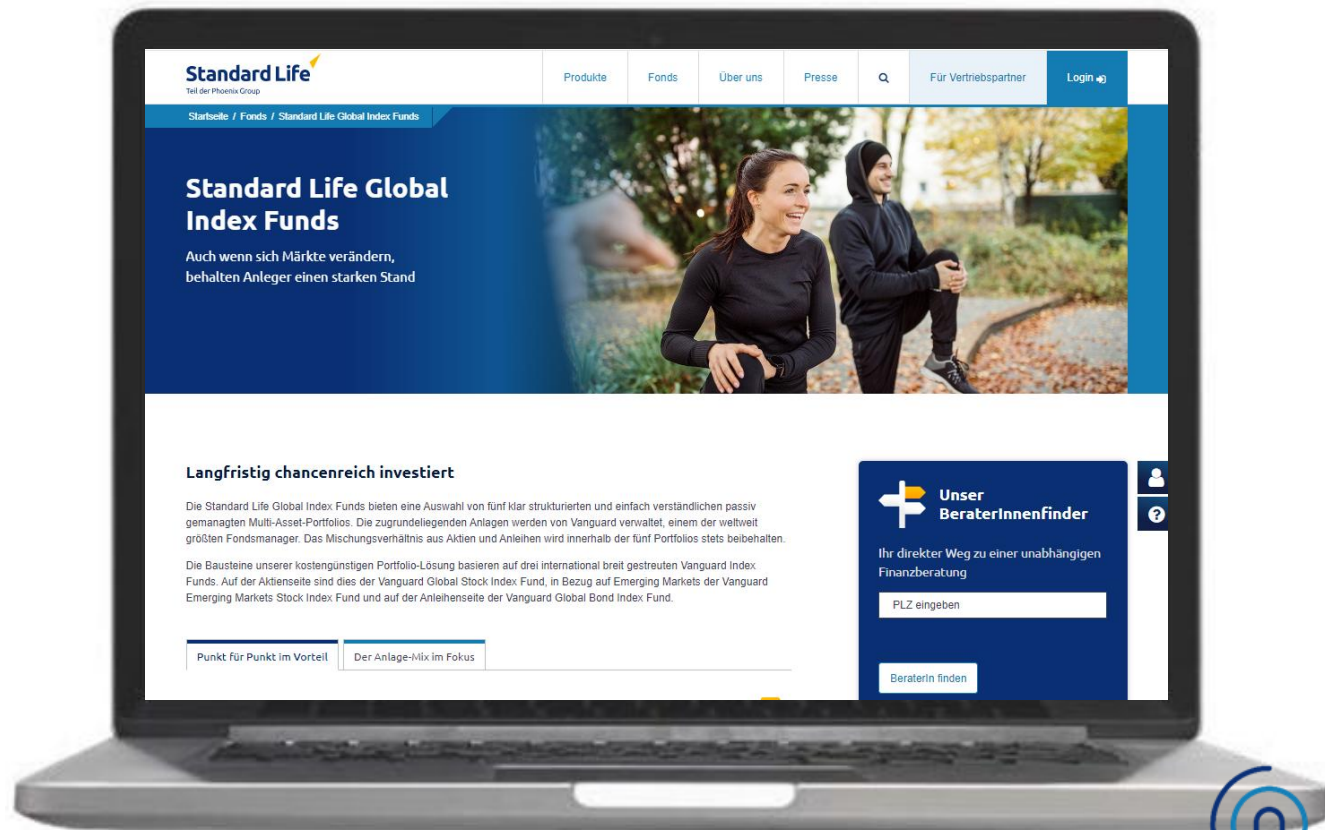 Standard Life
Teil der Phoenix Group
Produkte
Fonds
Über uns
Presse
Für Vertriebspartner
Login
Startseite / Fonds / Standard Life Global Index Funds
Standard Life Global
Index Funds
Auch wenn sich Märkte verändern,
behalten Anleger einen starken Stand
Langfristig chancenreich investiert
Die Standard Life Global Index Funds bieten eine Auswahl von fünf klar strukturierten und einfach verständlichen passiv
gemanagten Multi-Asset-Portfolios. Die zugrundeliegenden Anlagen werden von Vanguard verwaltet, einem der weltweit
größten Fondsmanager. Das Mischungsverhältnis aus Aktien und Anleihen wird innerhalb der fünf Portfolios stets beibehalten.
Die Bausteine unserer kostengünstigen Portfolio-Lösung basieren auf drei international breit gestreuten Vanguard Index
Funds. Auf der Aktienseite sind dies der Vanguard Global Stock Index Fund, in Bezug auf Emerging Markets der Vanguard
Emerging Markets Stock Index Fund und auf der Anleihenseite der Vanguard Global Bond Index Fund.
Punkt für Punkt im Vorteil
Der Anlage-Mix im Fokus
Unser
BeraterInnenfinder
Ihr direkter Weg zu einer unabhängigen
Finanzberatung
PLZ eingeben
BeraterIn finden